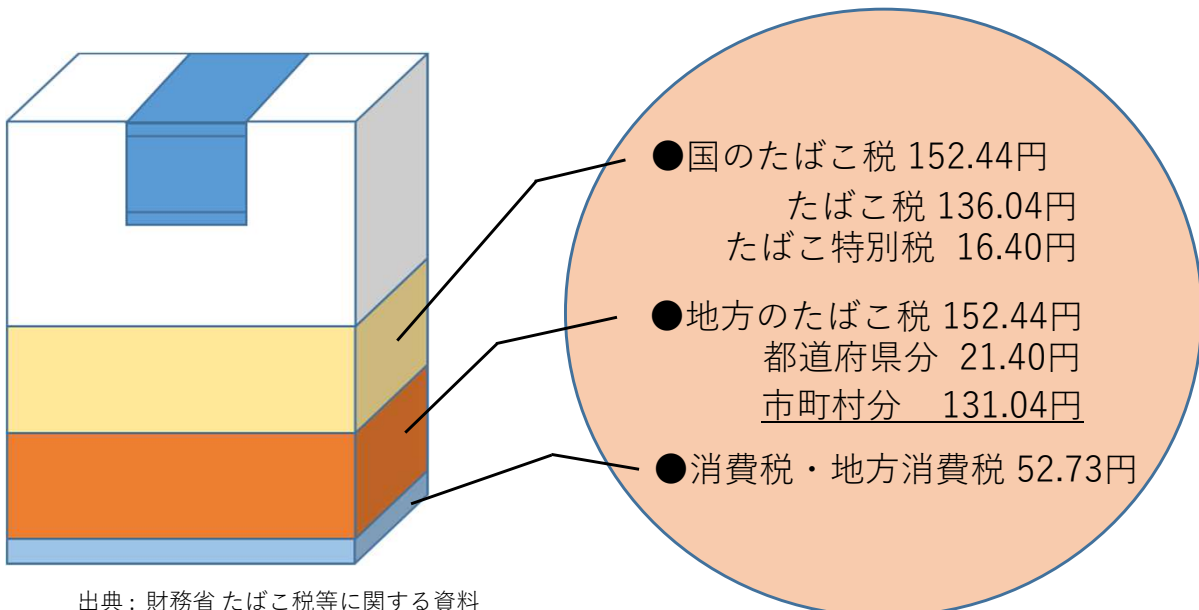 ●国のたばこ税 152.44円
たばこ税 136.04円
たばこ特別税 16.40円
●地方のたばこ税 152.44円
都道府県分 21.40円
市町村分 131.04円
●消費税・地方消費税 52.73円
出典：財務省 たばこ税等に関する資料